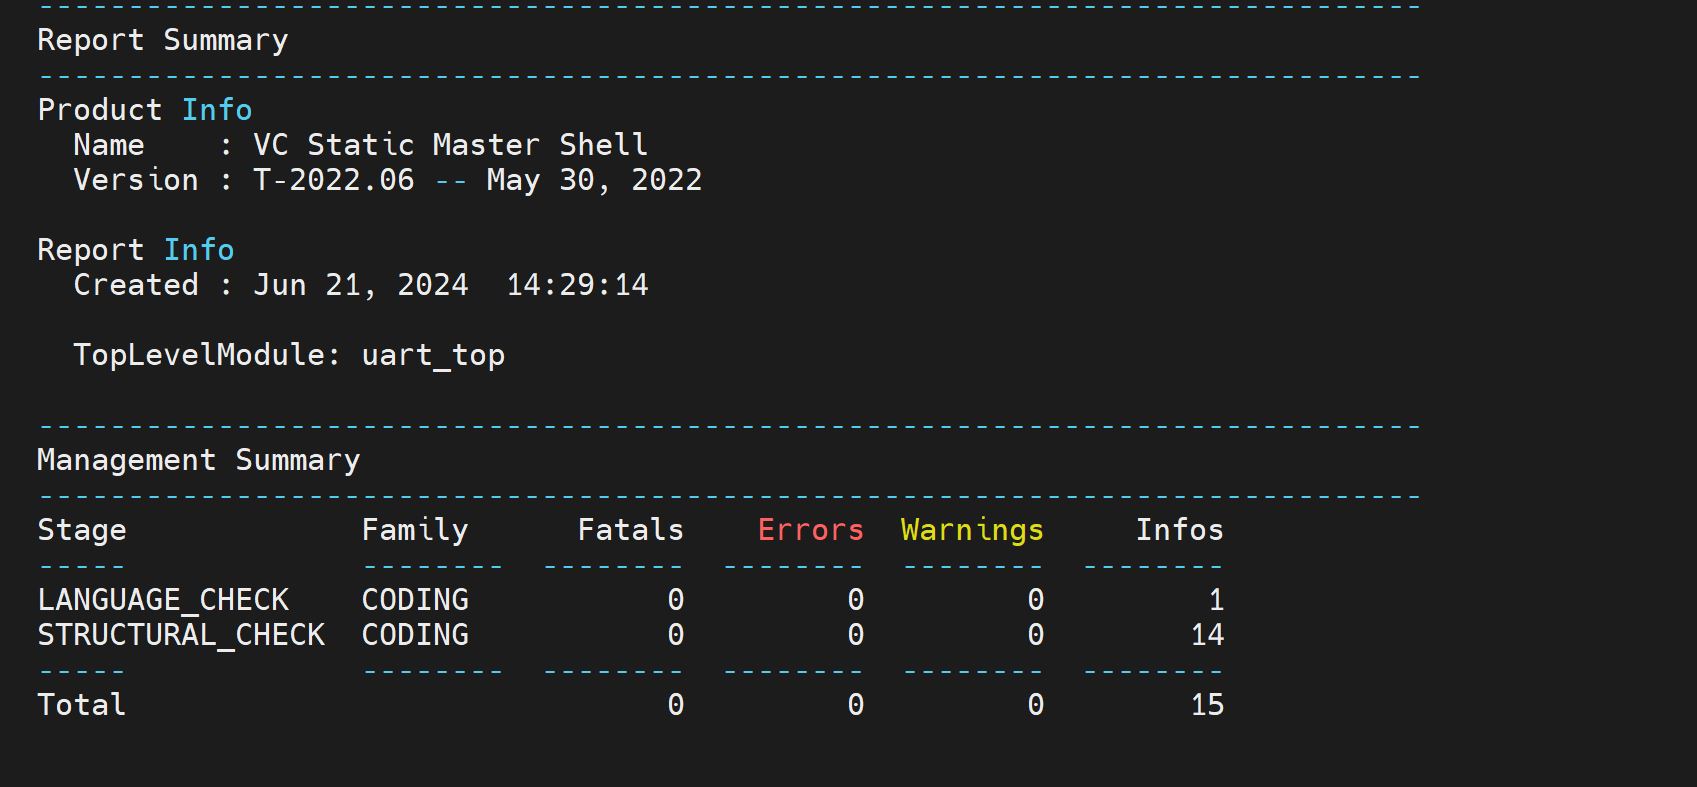 -----------------------------------------------------------------------------
Report Summary
-----------------------------------------------------------------------------
Product Info
  Name    : VC Static Master Shell
  Version : T-2022.06 -- May 30, 2022

Report Info
  Created : Jun 21, 2024  14:29:14

  TopLevelModule: uart_top

-----------------------------------------------------------------------------
Management Summary
-----------------------------------------------------------------------------
Stage             Family      Fatals    Errors  Warnings     Infos
-----             --------  --------  --------  --------  --------
LANGUAGE_CHECK    CODING           0         0         0         1
STRUCTURAL_CHECK  CODING           0         0         0        14
-----             --------  --------  --------  --------  --------
Total                              0         0         0        15